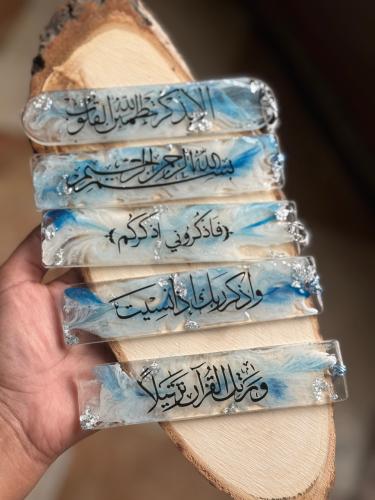 ألا بذكر الله تطمئن القلوب
بسم الله الرحمن الرحيم
﴿فاذكروني أذكركم﴾
واذكر ربك إذا نسيت
ورتل القرآن ترتيلاً